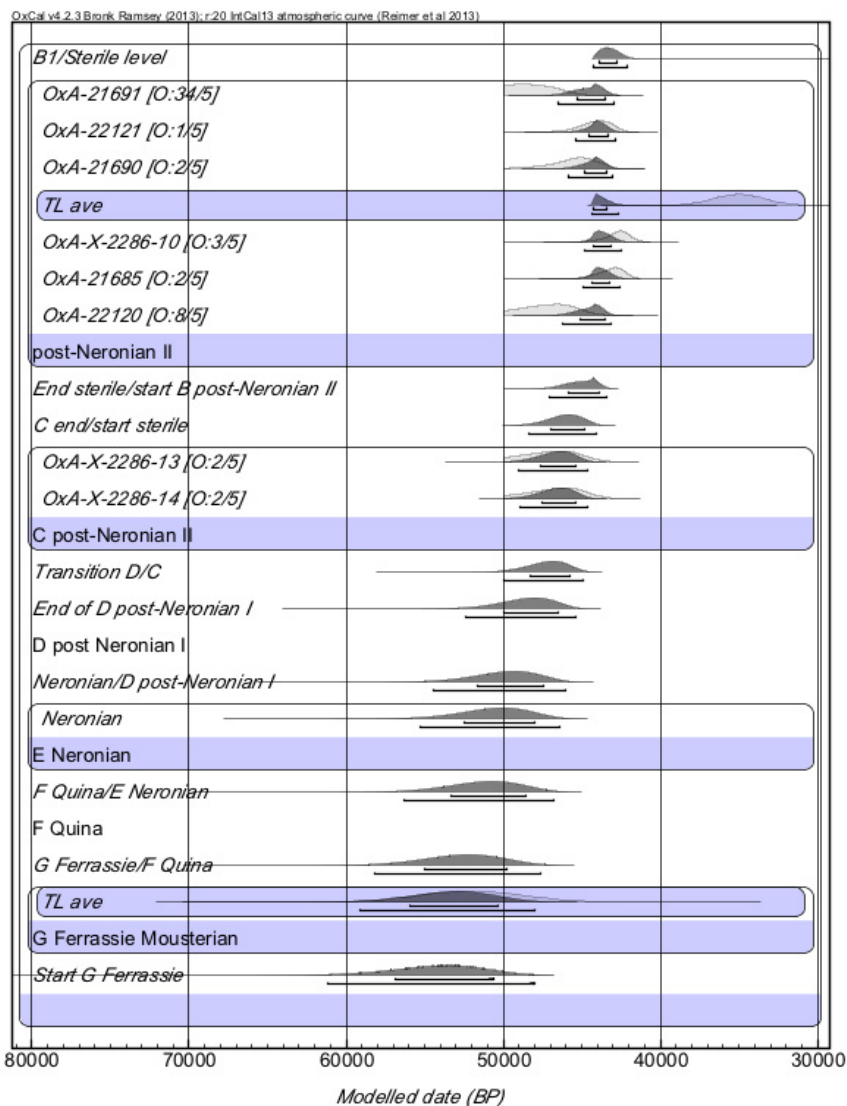 OxCal v4.2.3 Bronk Ramsey (2013); r:20 IntCal13 atmospheric curve (Reimer et al 2013)
B1/Sterile level
OxA-21691 [O:34/5]
OxA-22121 [O:1/5]
OxA-21690 [O:2/5]
TL ave
OxA-X-2286-10 [O:3/5]
OxA-21685 [O:2/5]
OxA-22120 [O:8/5]
post-Neronian II
End sterile/start B post-Neronian II
C end/start sterile
OxA-X-2286-13 [O:2/5]
OxA-X-2286-14 [O:2/5]
C post-Neronian II
Transition D/C
End of D post-Neronian I
D post Neronian I
Neronian/D post-Neronian I
Neronian
E Neronian
F Quina/E Neronian
F Quina
G Ferrassie/F Quina
TL ave
G Ferrassie Mousterian
Start G Ferrassie
80000 70000 60000 50000 40000 30000
Modelled date (BP)